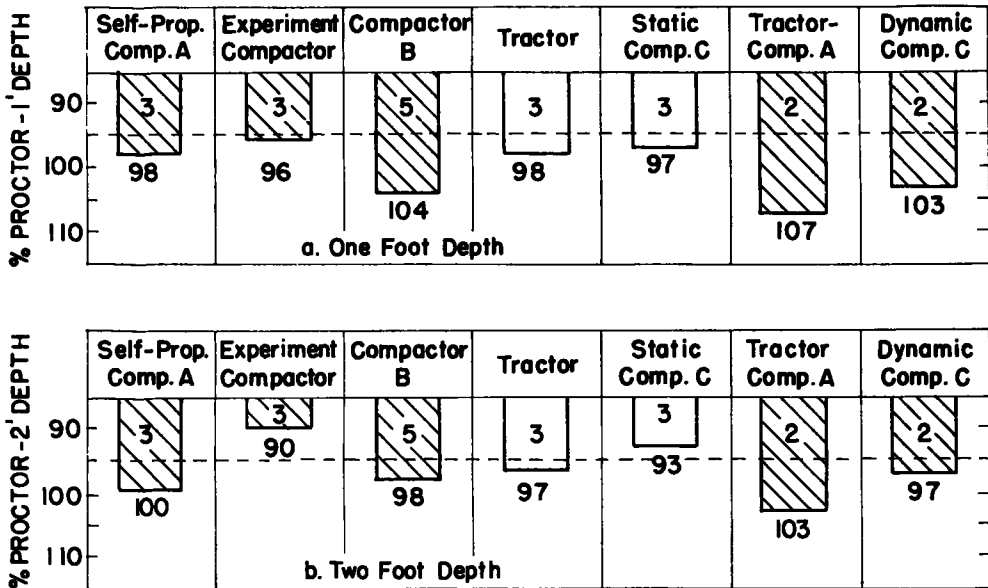 % PROCTOR-1' DEPTH
Self-Prop. Comp. A
Experiment Compactor
Compactor B
Tractor
Static Comp. C
Tractor- Comp. A
Dynamic Comp. C
90
100
110
3
3
5
3
3
2
2
98
96
104
98
97
107
103
a. One Foot Depth
% PROCTOR-2' DEPTH
Self-Prop. Comp. A
Experiment Compactor
Compactor B
Tractor
Static Comp. C
Tractor Comp. A
Dynamic Comp. C
90
100
110
3
3
5
3
3
2
2
100
90
98
97
93
103
97
b. Two Foot Depth